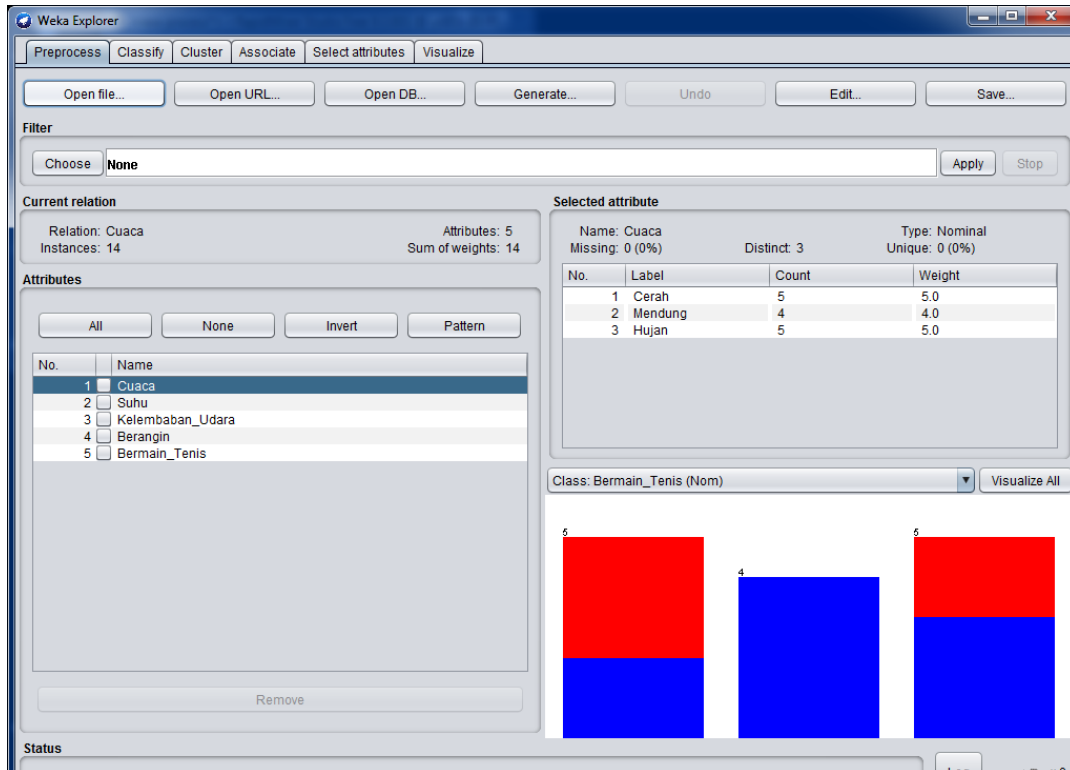 Weka Explorer
Preprocess Classify Cluster Associate Select attributes Visualize
Open file... Open URL... Open DB... Generate... Undo Edit... Save...
Filter
Choose None Apply Stop
Current relation
Relation: Cuaca Attributes: 5
Instances: 14 Sum of weights: 14
Attributes
All None Invert Pattern
No. Name
1 Cuaca
2 Suhu
3 Kelembaban_Udara
4 Berangin
5 Bermain_Tenis
Remove
Selected attribute
Name: Cuaca Type: Nominal
Missing: 0 (0%) Distinct: 3 Unique: 0 (0%)
No. Label Count Weight
1 Cerah 5 5.0
2 Mendung 4 4.0
3 Hujan 5 5.0
Class: Bermain_Tenis (Nom) Visualize All
5 4 5
Status